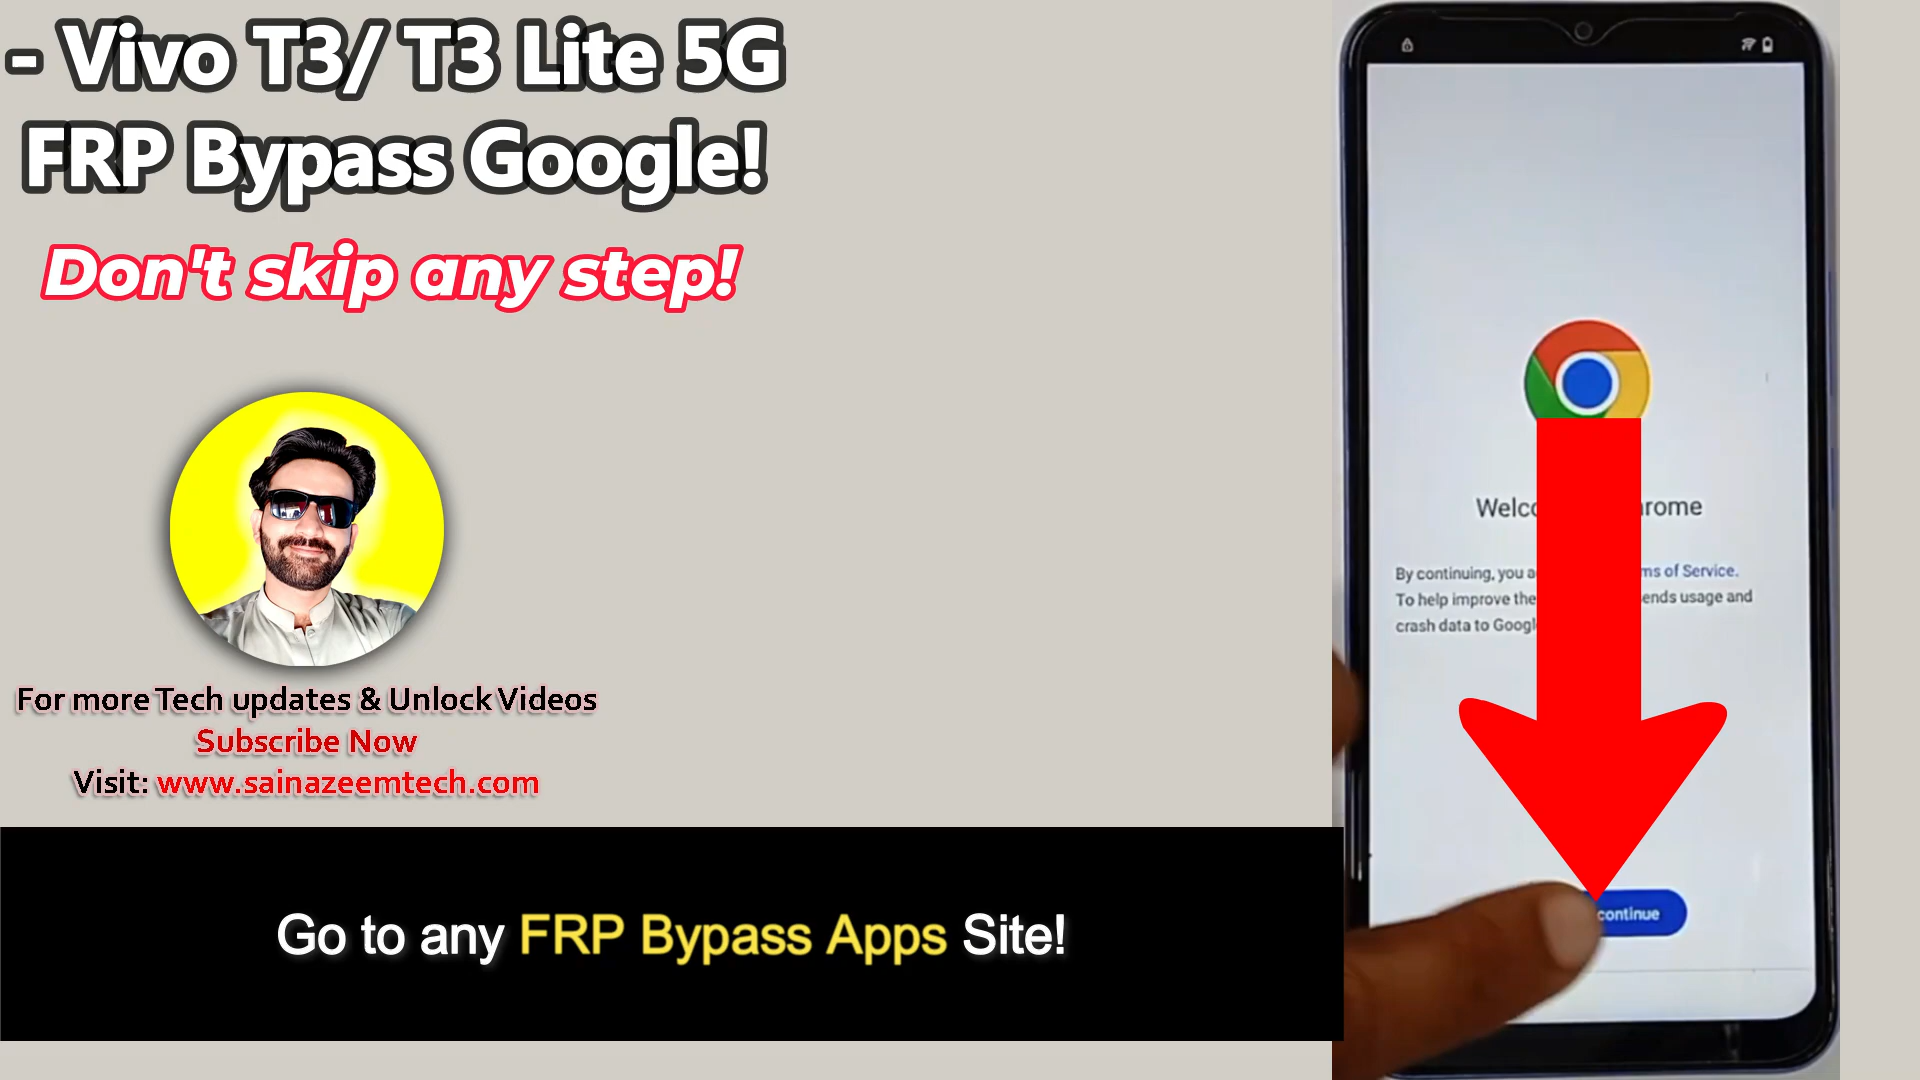 - Vivo T3/ T3 Lite 5G
FRP Bypass Google!
Don't skip any step!
For more Tech updates & Unlock Videos
Subscribe Now
Visit: www.sainazeemtech.com
Go to any FRP Bypass Apps Site!
By continuing, you
ms of Service.
To help improve the
ends usage and
crash data to
continue